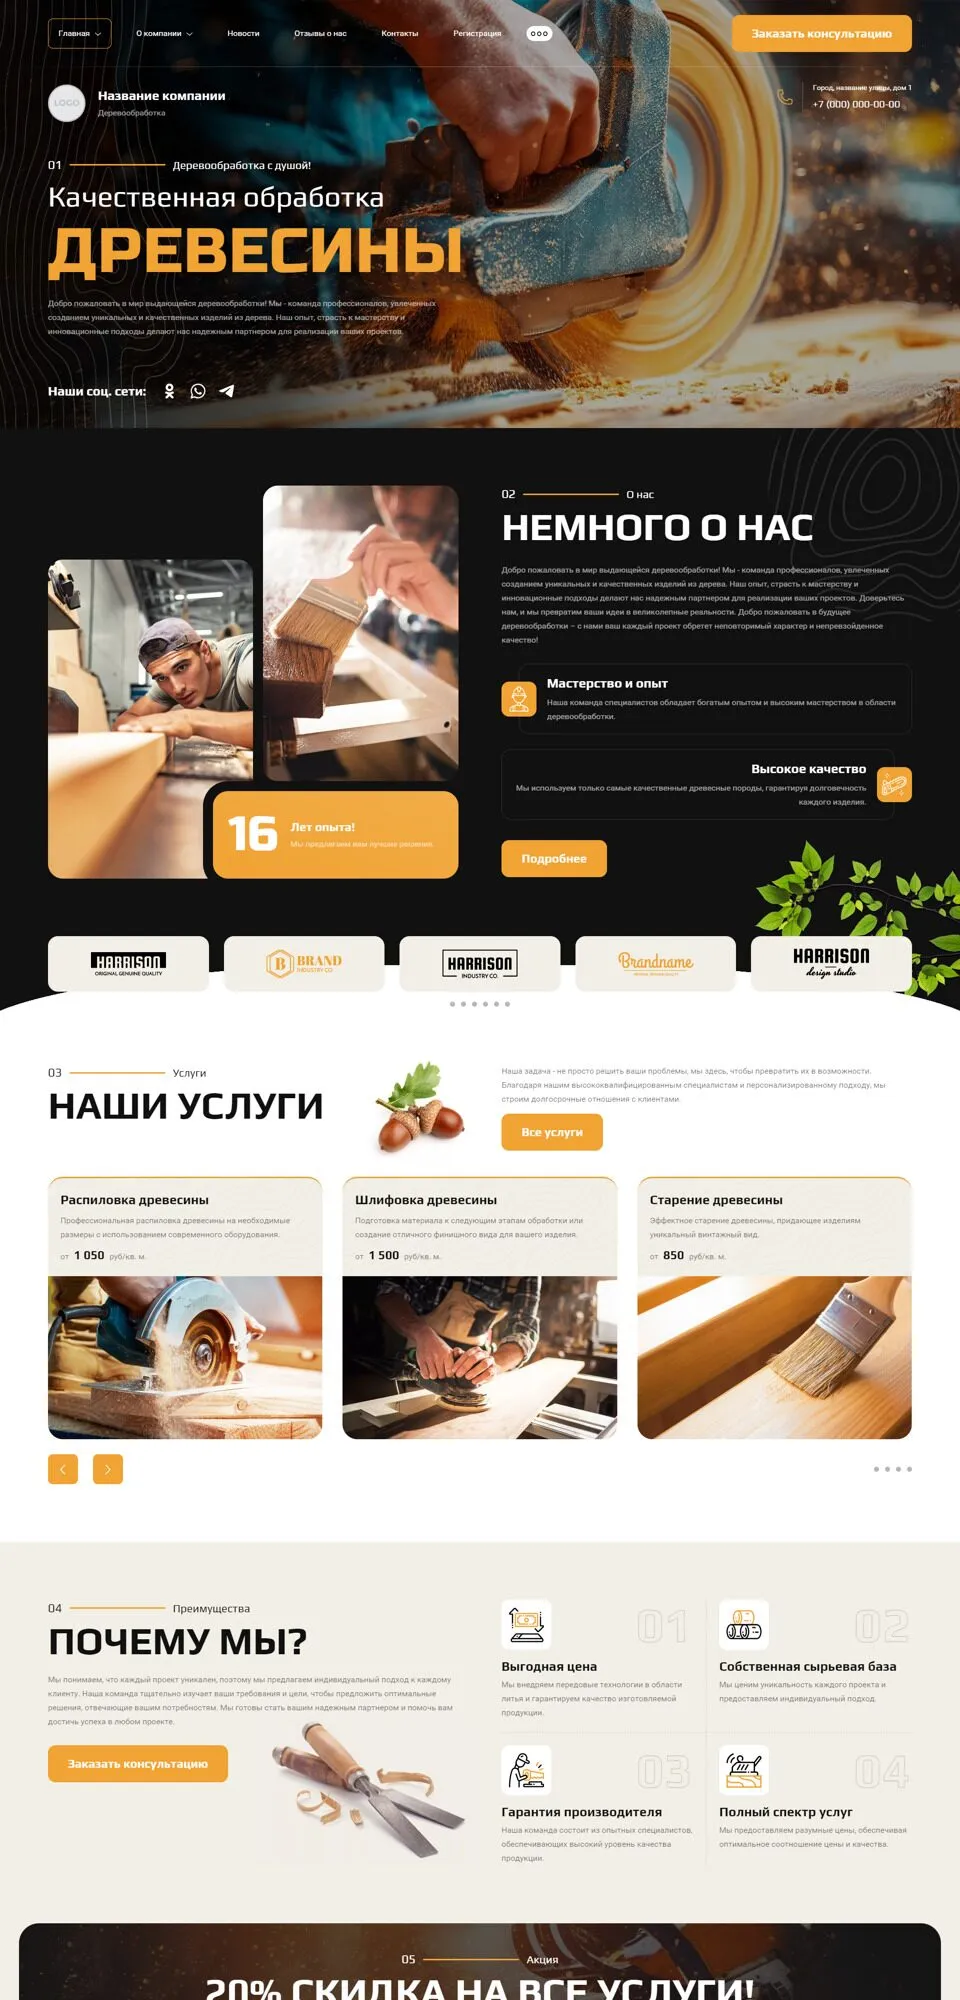 Главная
О компании
Новости
Отзывы о нас
Контакты
Регистрация
Заказать консультацию
LOGO
Название компании
Деревообработка
Город, название улицы, дом 1
+7 (000) 000-00-00
01 Деревообработка с душой!
Качественная обработка
ДРЕВЕСИНЫ
Добро пожаловать в мир выдающейся деревообработки! Мы - команда профессионалов, увлеченных
созданием уникальных и качественных изделий из дерева. Наш опыт, страсть к мастерству и
инновационные подходы делают нас надежным партнером для реализации ваших проектов.
Наши соц. сети:
02 О нас
НЕМНОГО О НАС
Добро пожаловать в мир выдающейся деревообработки! Мы - команда профессионалов, увлеченных
созданием уникальных и качественных изделий из дерева. Наш опыт, страсть к мастерству и
инновационные подходы делают нас надежным партнером для реализации ваших проектов. Доверьтесь
нам, и мы превратим ваши идеи в великолепные реальности. Добро пожаловать в будущее
деревообработки – с нами ваш каждый проект обретет неповторимый характер и непревзойденное
качество!
Мастерство и опыт
Наша команда специалистов обладает богатым опытом и высоким мастерством в области
деревообработки.
Высокое качество
Мы используем только самые качественные древесные породы, гарантируя долговечность
каждого изделия.
16 Лет опыта!
Мы предлагаем вам лучшие решения.
Подробнее
HARRISON
ORIGINAL GENUINE QUALITY
B BRAND
INDUSTRY CO
HARRISON
INDUSTRY CO.
Brandname
HARRISON
design studio
03 Услуги
НАШИ УСЛУГИ
Наша задача - не просто решить ваши проблемы, мы здесь, чтобы превратить их в возможности.
Благодаря нашим высококвалифицированным специалистам и персонализированному подходу, мы
строим долгосрочные отношения с клиентами.
Все услуги
Распиловка древесины
Профессиональная распиловка древесины на необходимые
размеры с использованием современного оборудования.
от 1 050 руб/кв. м.
Шлифовка древесины
Подготовка материала к следующим этапам обработки или
создание отличного финишного вида для вашего изделия.
от 1 500 руб/кв. м.
Старение древесины
Эффектное старение древесины, придающее изделиям
уникальный винтажный вид.
от 850 руб/кв. м.
04 Преимущества
ПОЧЕМУ МЫ?
Мы понимаем, что каждый проект уникален, поэтому мы предлагаем индивидуальный подход к каждому
клиенту. Наша команда тщательно изучает ваши требования и цели, чтобы предложить оптимальные
решения, отвечающие вашим потребностям. Мы готовы стать вашим надежным партнером и помочь вам
достичь успеха в любом проекте.
Заказать консультацию
01
Выгодная цена
Мы внедряем передовые технологии в области
литья и гарантируем качество изготовляемой
продукции.
02
Собственная сырьевая база
Мы ценим уникальность каждого проекта и
предоставляем индивидуальный подход.
03
Гарантия производителя
Наша команда состоит из опытных специалистов,
обеспечивающих высокий уровень качества
продукции.
04
Полный спектр услуг
Мы предоставляем разумные цены, обеспечивая
оптимальное соотношение цены и качества.
05 Акция
20% СКИДКА НА ВСЕ УСЛУГИ!